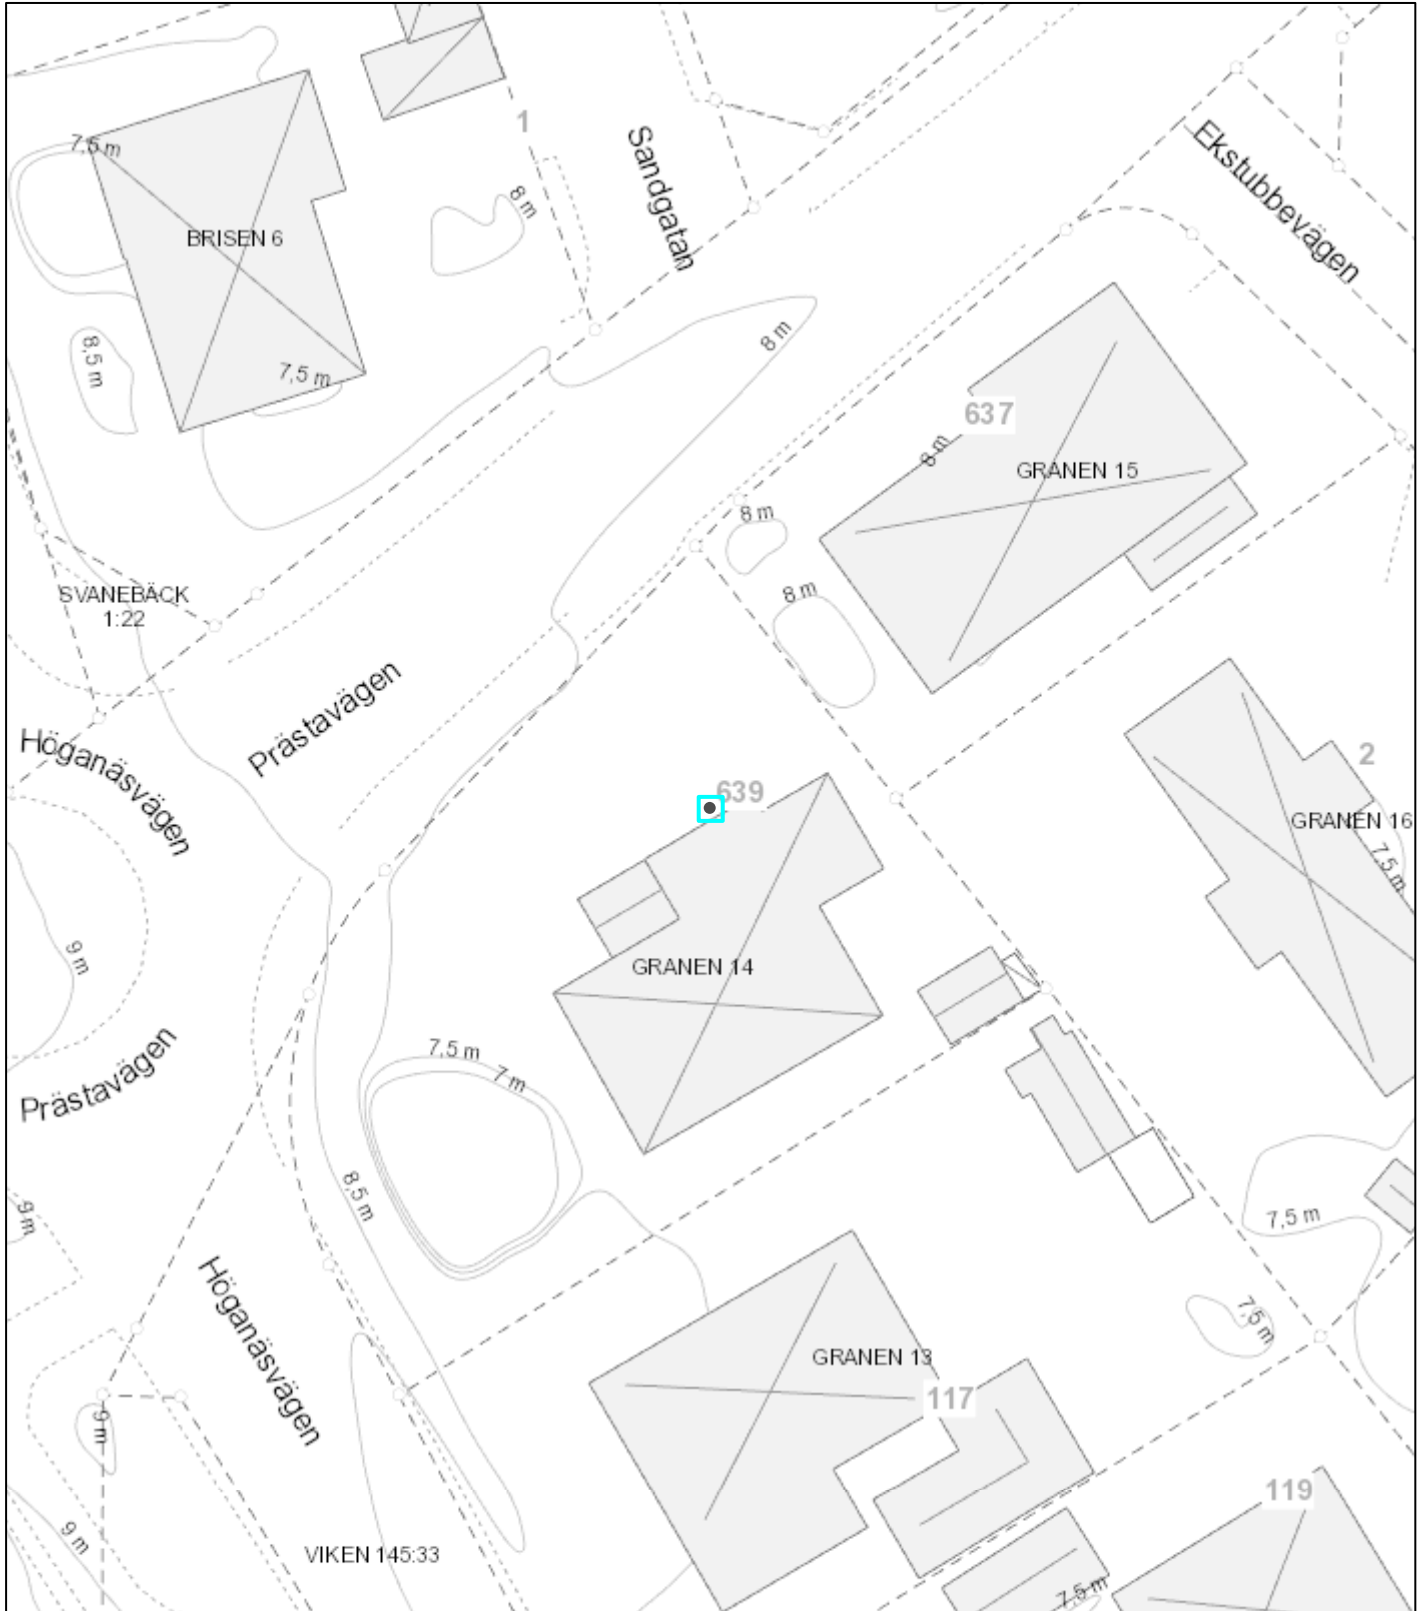 1
Sandgatan
Ekstubbevägen
7,5 m
8 m
BRISEN 6
8,5 m
7,5 m
8 m
637
8 m
GRANEN 15
8 m
SVANEBÄCK
1:22
8 m
Prästavägen
Höganäsvägen
639
2
GRANEN 16
7,5 m
9 m
GRANEN 14
7,5 m
7 m
Prästavägen
8,5 m
9 m
7,5 m
Höganäsvägen
7,5 m
GRANEN 13
117
9 m
119
9 m
VIKEN 145:33
7,5 m